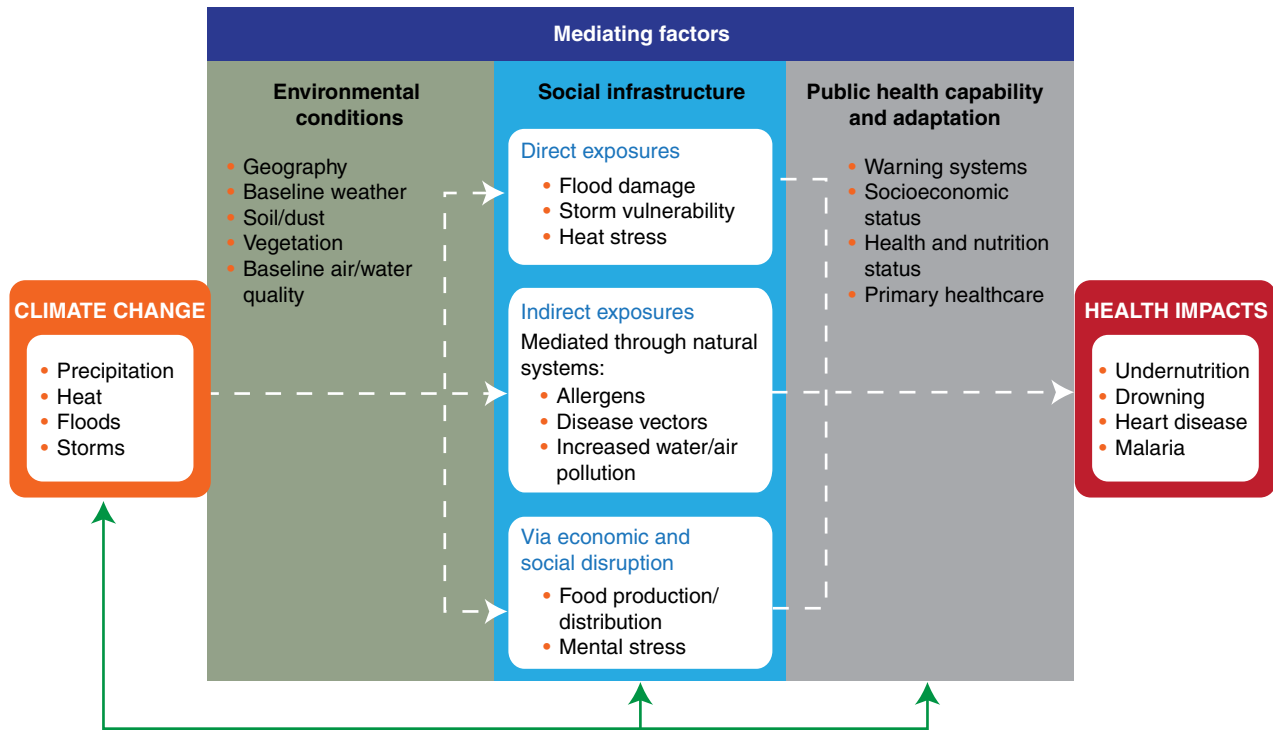 Mediating factors
Environmental
conditions
• Geography
• Baseline weather
• Soil/dust
• Vegetation
• Baseline air/water
quality
Social infrastructure
Direct exposures
• Flood damage
• Storm vulnerability
• Heat stress
Indirect exposures
Mediated through natural
systems:
• Allergens
• Disease vectors
• Increased water/air
pollution
Via economic and
social disruption
• Food production/
distribution
• Mental stress
Public health capability
and adaptation
• Warning systems
• Socioeconomic
status
• Health and nutrition
status
• Primary healthcare
CLIMATE CHANGE
• Precipitation
• Heat
• Floods
• Storms
HEALTH IMPACTS
• Undernutrition
• Drowning
• Heart disease
• Malaria